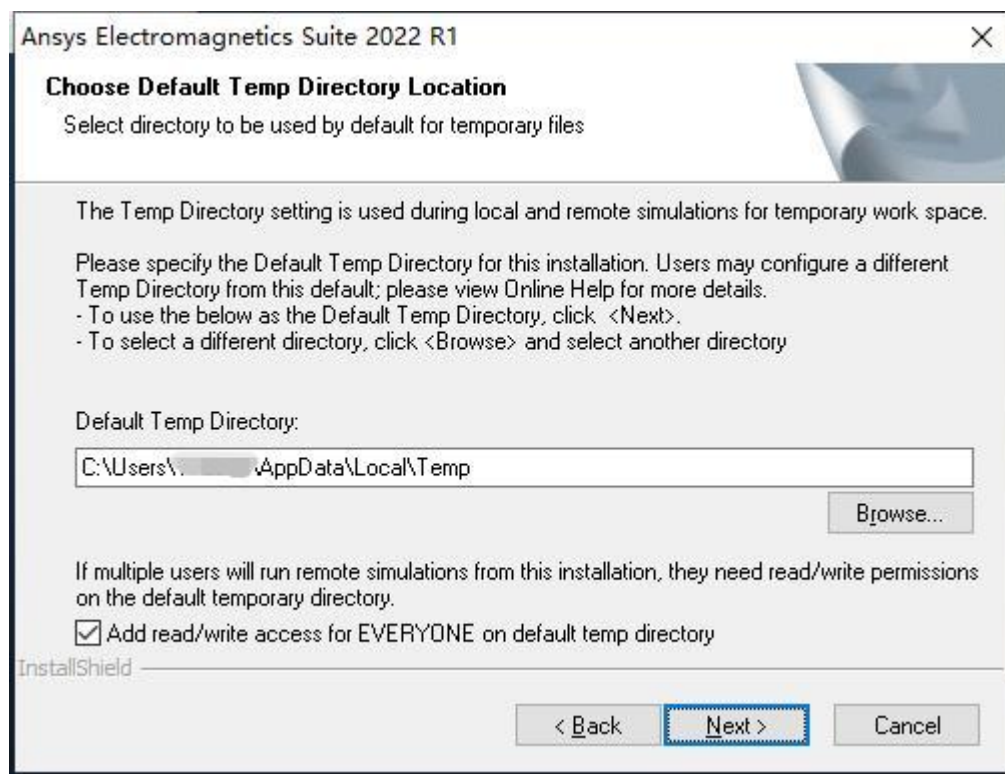 Ansys Electromagnetics Suite 2022 R1
Choose Default Temp Directory Location
Select directory to be used by default for temporary files
The Temp Directory setting is used during local and remote simulations for temporary work space.
Please specify the Default Temp Directory for this installation. Users may configure a different
Temp Directory from this default; please view Online Help for more details.
- To use the below as the Default Temp Directory, click <Next>.
- To select a different directory, click <Browse> and select another directory
Default Temp Directory:
C:\Users\ \AppData\Local\Temp
Browse...
If multiple users will run remote simulations from this installation, they need read/write permissions
on the default temporary directory.
Add read/write access for EVERYONE on default temp directory
InstallShield
< Back Next > Cancel